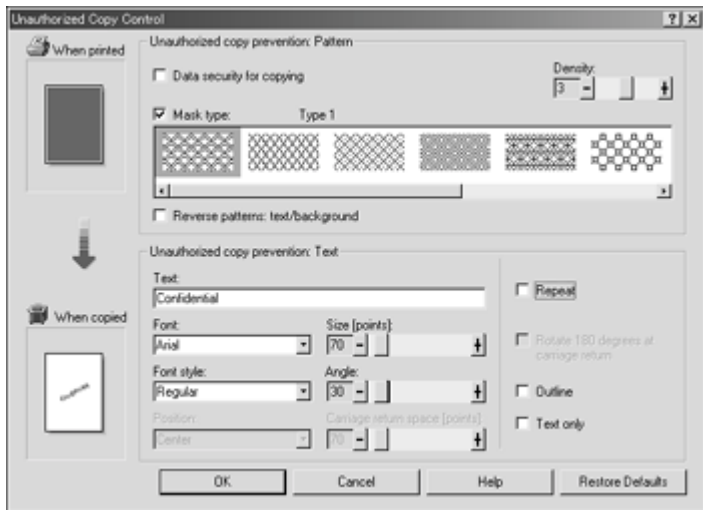 Unauthorized Copy Control
When printed
Unauthorized copy prevention: Pattern
Data security for copying
Density:
3
Mask type:
Type 1
Reverse patterns: text/background
Unauthorized copy prevention: Text
Text:
Confidential
Repeat
When copied
Font:
Size [points]:
Arial
70
Rotate 180 degrees at
carriage return
Font style:
Angle:
Regular
30
Outline
Position:
Carriage return space [points]
Center
70
Text only
OK
Cancel
Help
Restore Defaults